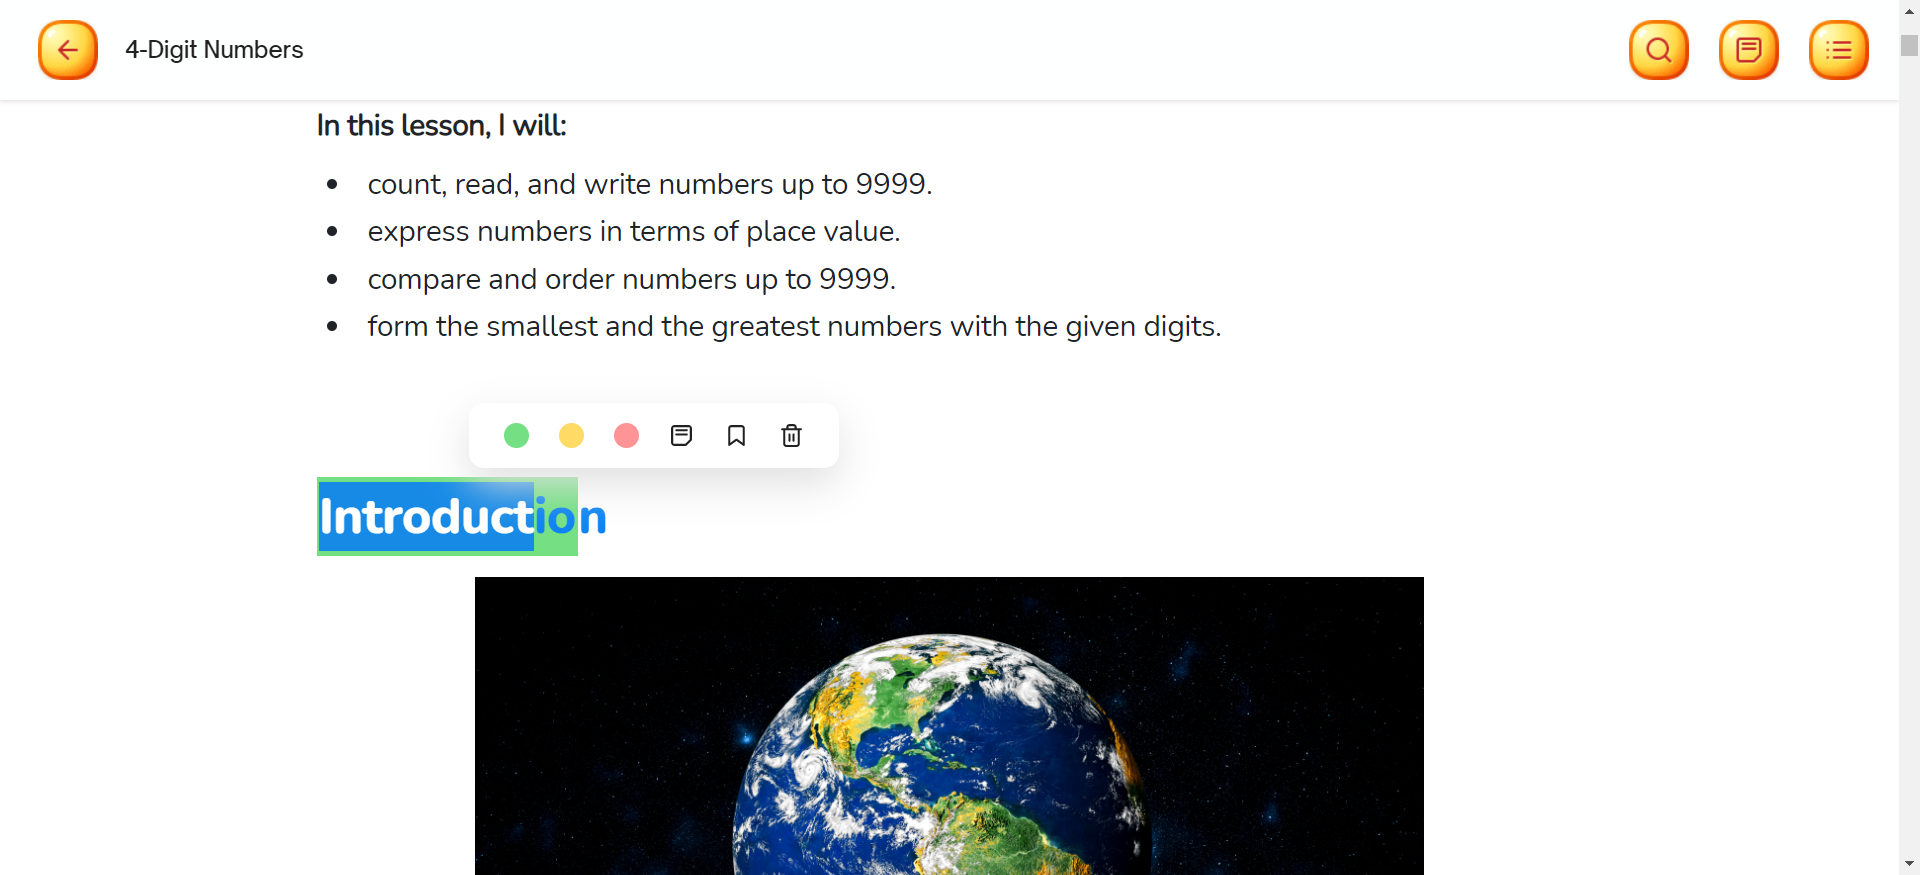 4-Digit Numbers
In this lesson, I will:
count, read, and write numbers up to 9999.
express numbers in terms of place value.
compare and order numbers up to 9999.
form the smallest and the greatest numbers with the given digits.
Introduction